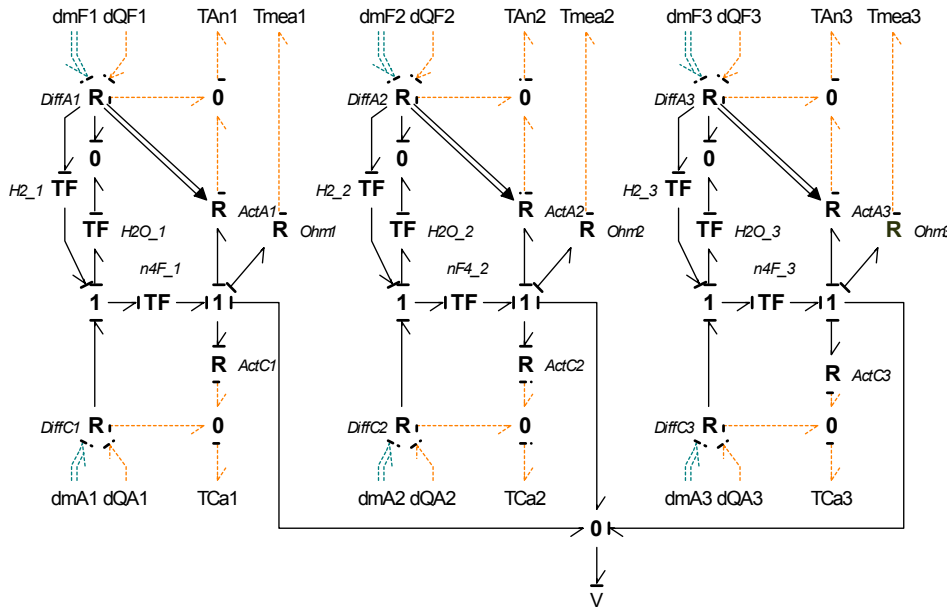 dmF1 dQF1 TAn1 Tmea1 dmF2 dQF2 TAn2 Tmea2 dmF3 dQF3 TAn3 Tmea3
DiffA1 R 0 DiffA2 R 0 DiffA3 R 0
0 0 0
H2_1 TF H2_2 TF H2_3 TF
R ActA1 R ActA2 R ActA3
TF H2O_1 R Ohm1 TF H2O_2 R Ohm2 TF H2O_3 R Ohm3
n4F_1 nF4_2 n4F_3
1 TF 1 1 TF 1 1 TF 1
R ActC1 R ActC2 R ActC3
DiffC1 R 0 DiffC2 R 0 DiffC3 R 0
dmA1 dQA1 TCa1 dmA2 dQA2 TCa2 dmA3 dQA3 TCa3
0
V